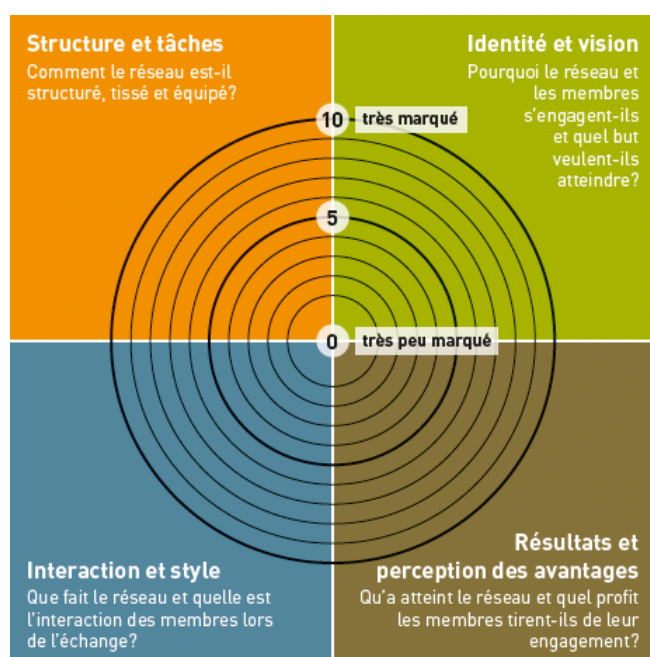 Structure et tâches
Comment le réseau est-il
structuré, tissé et équipé?
Identité et vision
Pourquoi le réseau et
les membres
s'engagent-ils
et quel but
veulent-ils
atteindre?
10 très marqué
5
0 très peu marqué
Interaction et style
Que fait le réseau et quelle est
l'interaction des membres lors
de l'échange?
Résultats et
perception des avantages
Qu'a atteint le réseau et quel profit
les membres tirent-ils de leur
engagement?